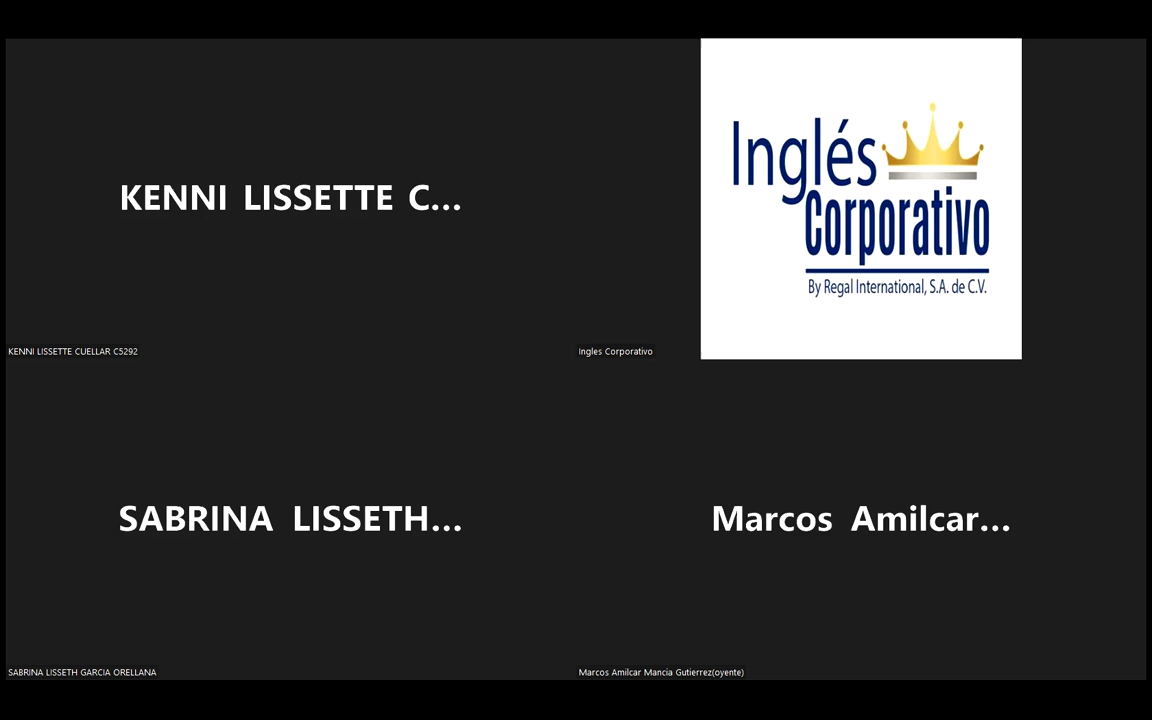 KENNI LISSETTE C...
Inglés
Corporativo
By Regal International, S.A. de C.V.
KENNI LISSETTE CUELLAR C5292
Ingles Corporativo
SABRINA LISSETH...
Marcos Amilcar...
SABRINA LISSETH GARCIA ORELLANA
Marcos Amilcar Mancia Gutierrez(oyente)